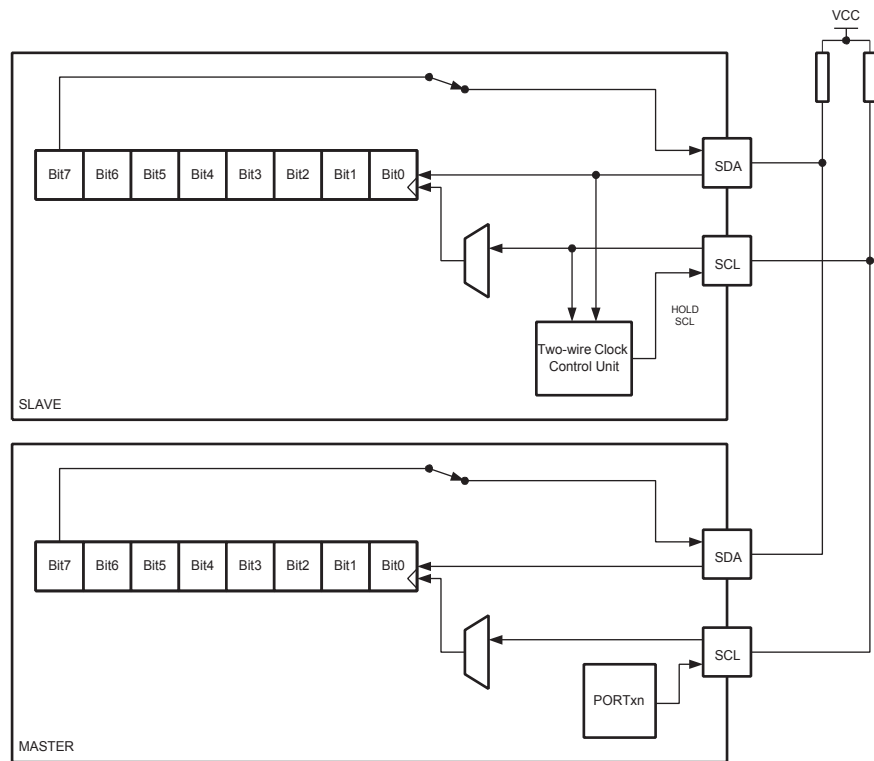 VCC
Bit7 Bit6 Bit5 Bit4 Bit3 Bit2 Bit1 Bit0
SDA
SCL
HOLD
SCL
Two-wire Clock
Control Unit
SLAVE
Bit7 Bit6 Bit5 Bit4 Bit3 Bit2 Bit1 Bit0
SDA
SCL
PORTxn
MASTER